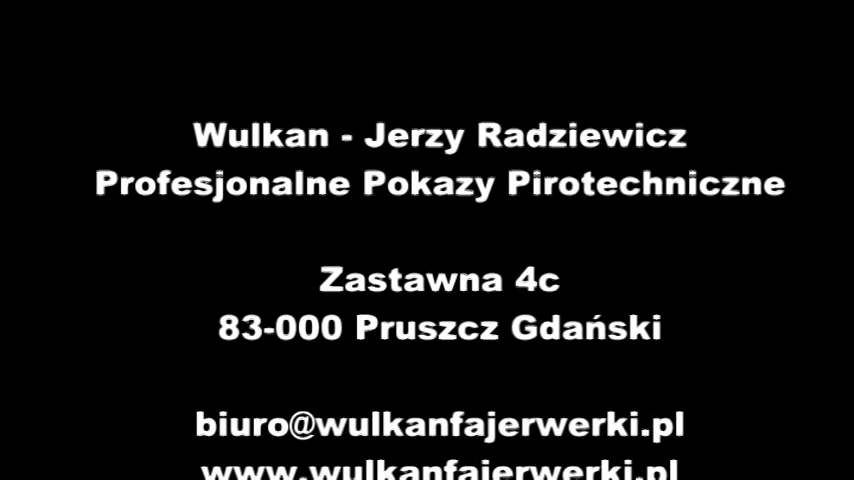 Wulkan - Jerzy Radziewicz
Profesjonalne Pokazy Pirotechniczne
Zastawna 4c
83-000 Pruszcz Gdański
biuro@wulkanfajerwerki.pl
www.wulkanfajerwerki.pl